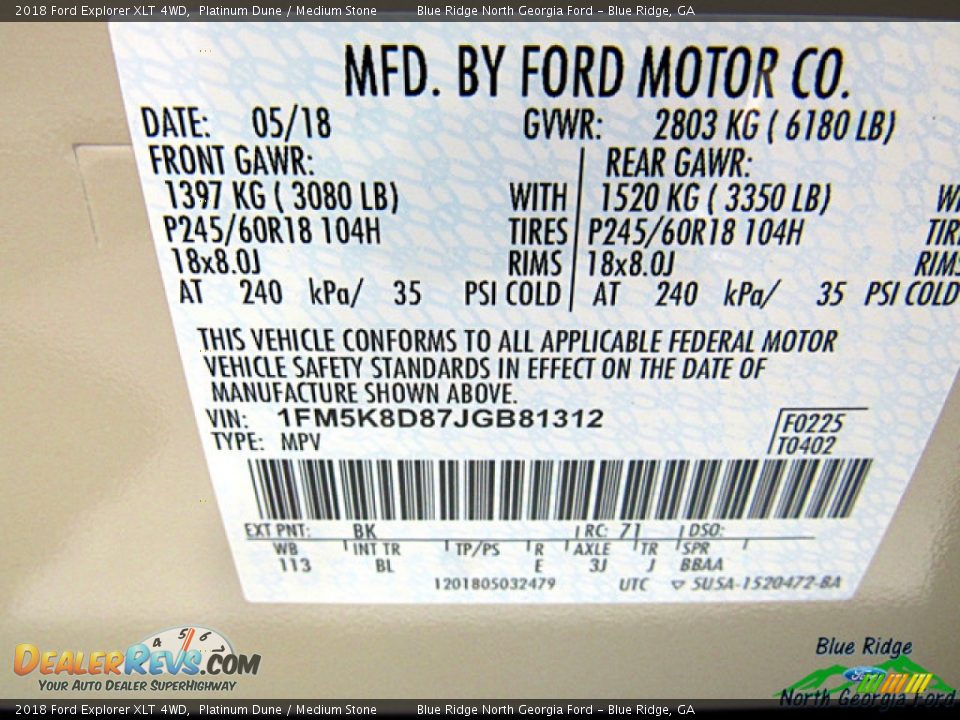 2018 Ford Explorer XLT 4WD, Platinum Dune / Medium Stone Blue Ridge North Georgia Ford - Blue Ridge, GA
MFD. BY FORD MOTOR CO.
DATE: 05/18 GVWR: 2803 KG ( 6180 LB)
FRONT GAWR: REAR GAWR:
1397 KG ( 3080 LB) WITH 1520 KG ( 3350 LB)
P245/60R18 104H TIRES P245/60R18 104H
18x8.0J RIMS 18x8.0J RIMS
AT 240 kPa/ 35 PSI COLD AT 240 kPa/ 35 PSI COLD
THIS VEHICLE CONFORMS TO ALL APPLICABLE FEDERAL MOTOR
VEHICLE SAFETY STANDARDS IN EFFECT ON THE DATE OF
MANUFACTURE SHOWN ABOVE.
VIN: 1FM5K8D87JGB81312 F0225
TYPE: MPV T0402
EXT PNT: BK RC: 71 DSO:
WB INT TR TP/PS R AXLE TR SPR
113 BL E 3J J BBAA
1201805032479 UTC ▽ 5USA-1520472-BA
4 5 6
DEALERREVS.COM
YOUR AUTO DEALER SUPERHIGHWAY
Blue Ridge
Ford
North Georgia Ford
2018 Ford Explorer XLT 4WD, Platinum Dune / Medium Stone Blue Ridge North Georgia Ford - Blue Ridge, GA